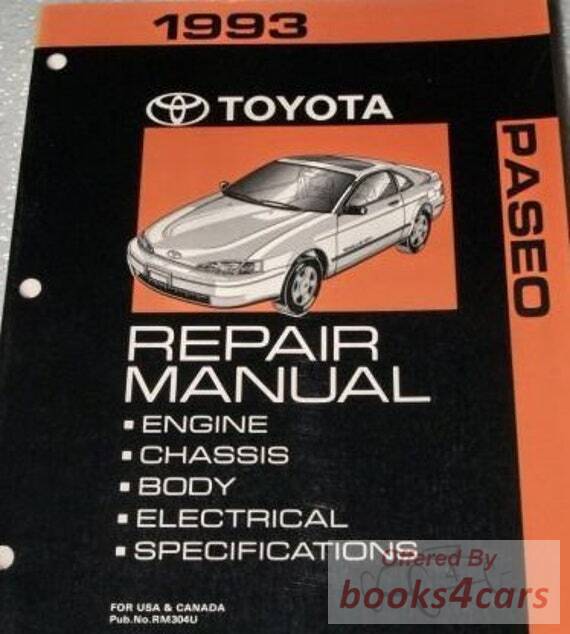 1993
TOYOTA
PASEO
REPAIR
MANUAL
▪ ENGINE
▪ CHASSIS
▪ BODY
▪ ELECTRICAL
▪ SPECIFICATIONS
FOR USA & CANADA
Pub.No.RM304U
Offered By
books4cars